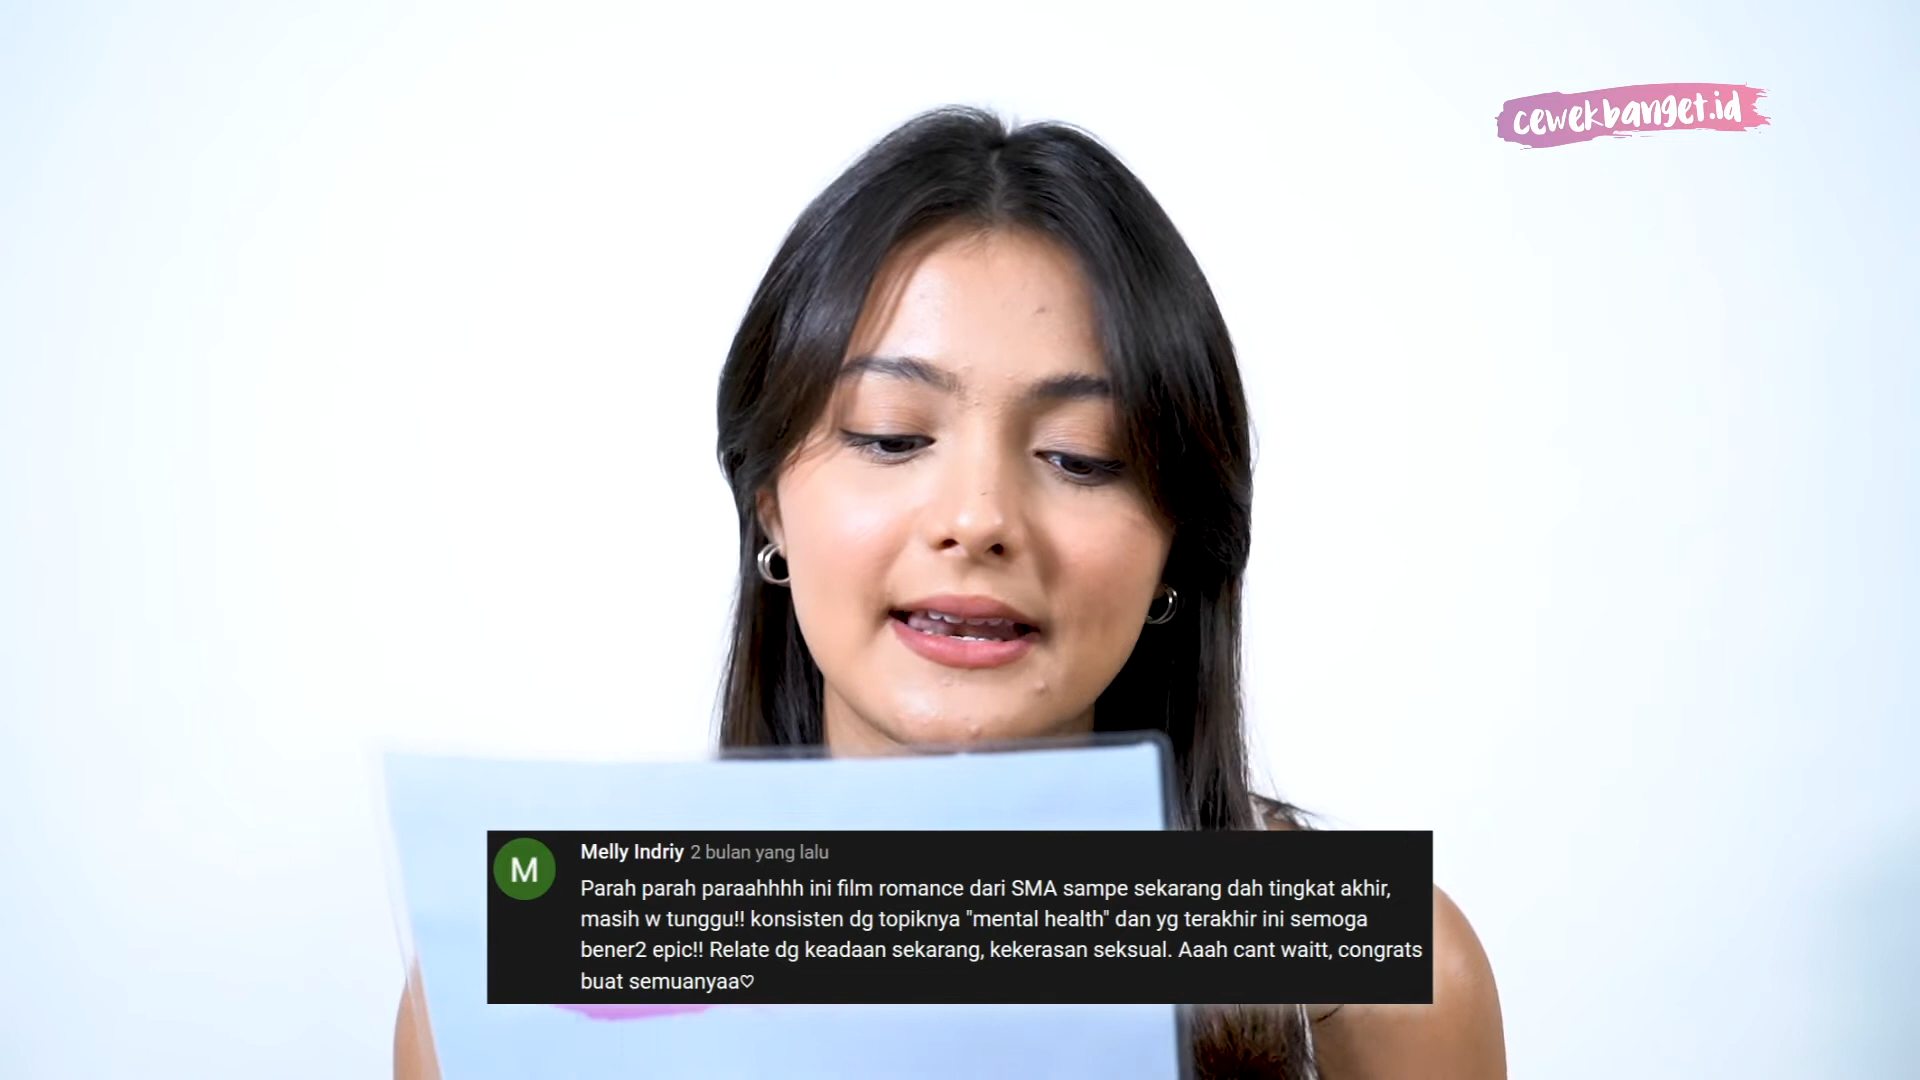 cewekbanget.id
M
Melly Indriy 2 bulan yang lalu
Parah parah paraahhhh ini film romance dari SMA sampe sekarang dah tingkat akhir,
masih w tunggu!! konsisten dg topiknya "mental health" dan yg terakhir ini semoga
bener2 epic!! Relate dg keadaan sekarang, kekerasan seksual. Aaah cant waitt, congrats
buat semuanyaa♡